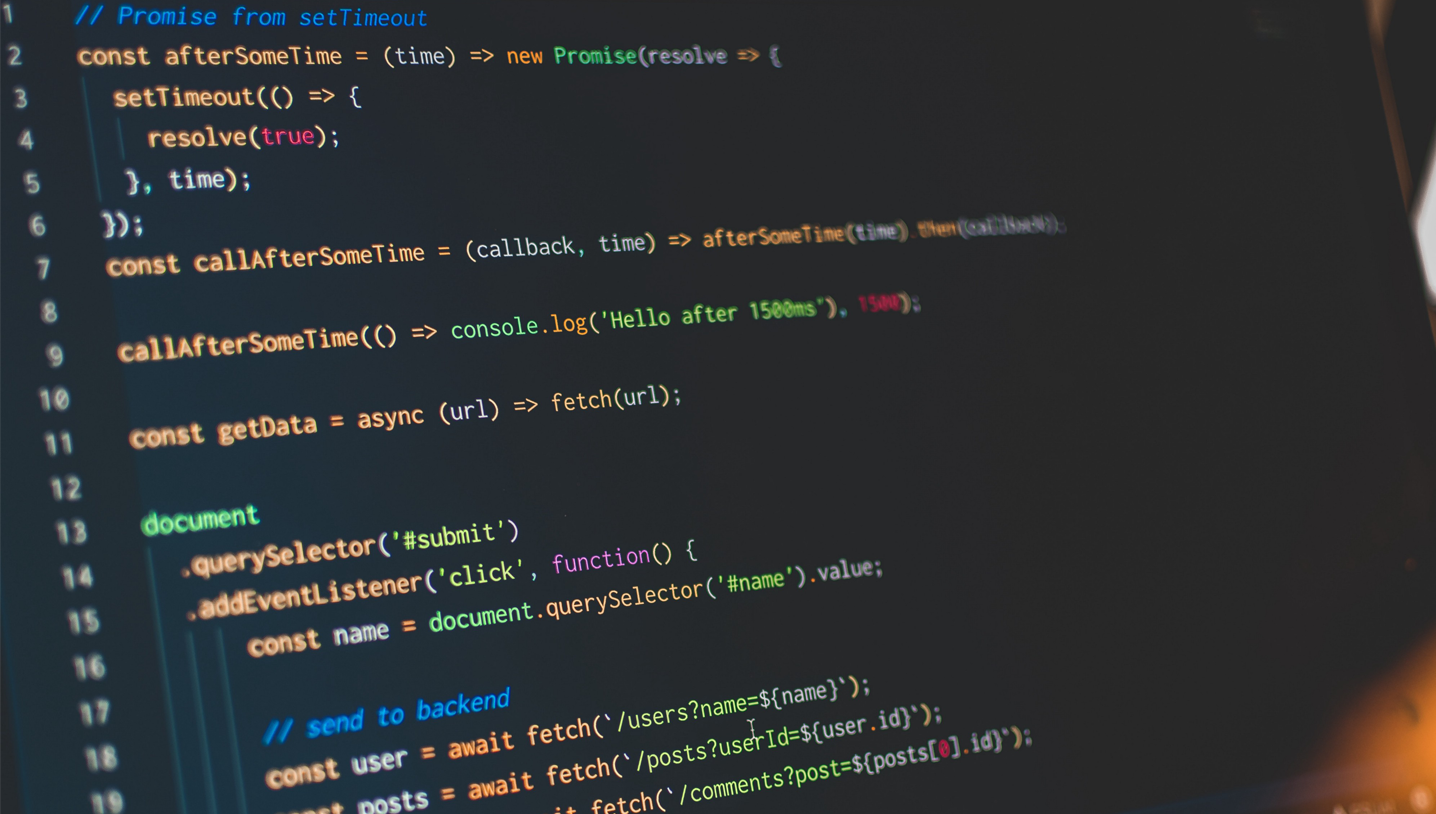 1 // Promise from setTimeout
2 const afterSomeTime = (time) => new Promise(resolve => {
3 setTimeout(() => {
4 resolve(true);
5 }, time);
6 });
7 const callAfterSomeTime = (callback, time) => afterSomeTime(time).then(callback);
8
9 callAfterSomeTime(() => console.log('Hello after 1500ms'), 1500);
10
11 const getData = async (url) => fetch(url);
12
13 document
14 .querySelector('#submit')
15 .addEventListener('click', function() {
16 const name = document.querySelector('#name').value;
17
18 // send to backend
19 const user = await fetch(`/users?name=${name}`);
const posts = await fetch(`/posts?userId=${user.id}`);
fetch(`/comments?post=${posts[0].id}`);